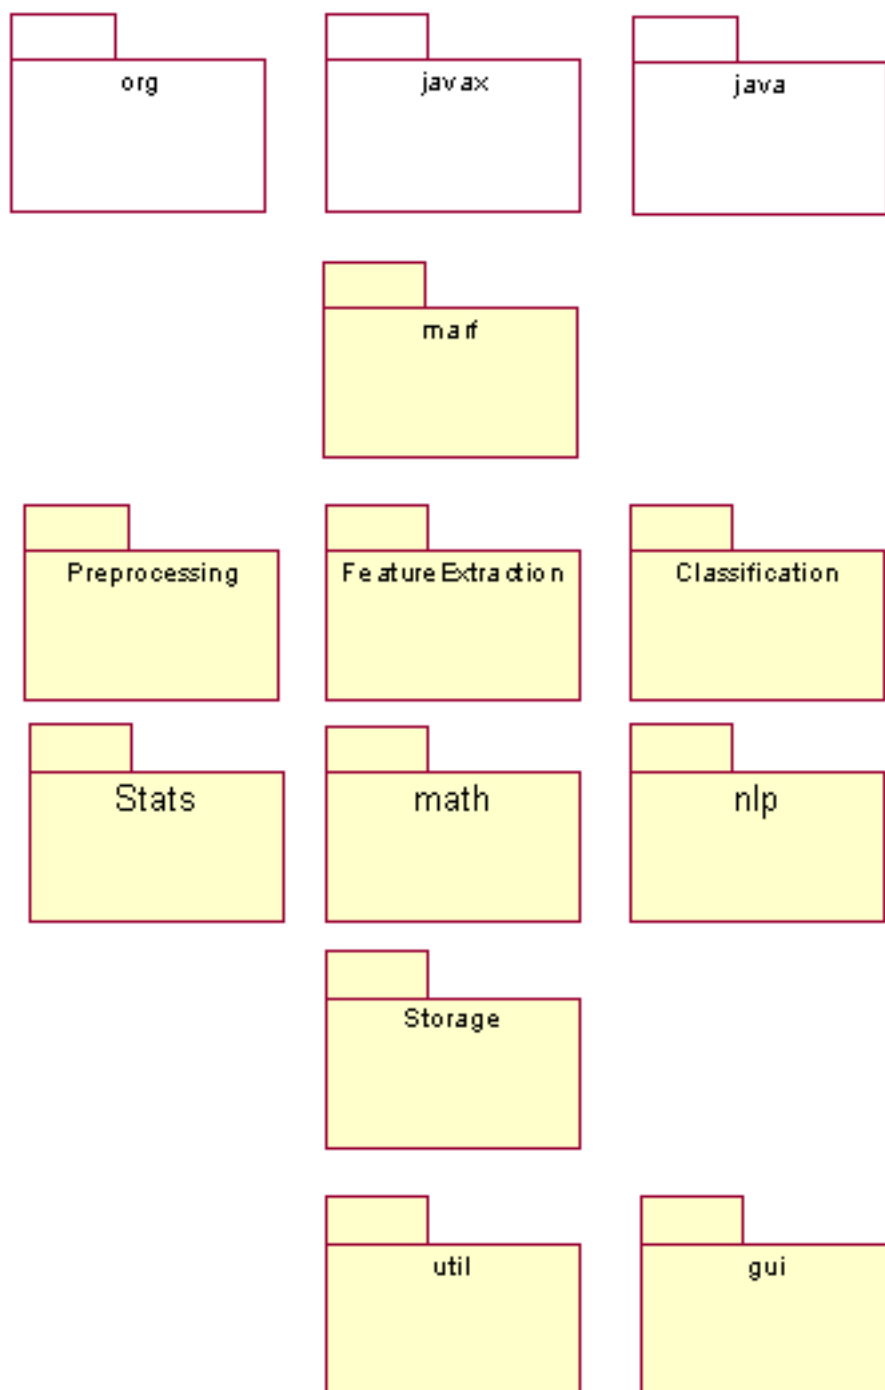 org
javax
java
marf
Preprocessing
FeatureExtraction
Classification
Stats
math
nlp
Storage
util
gui